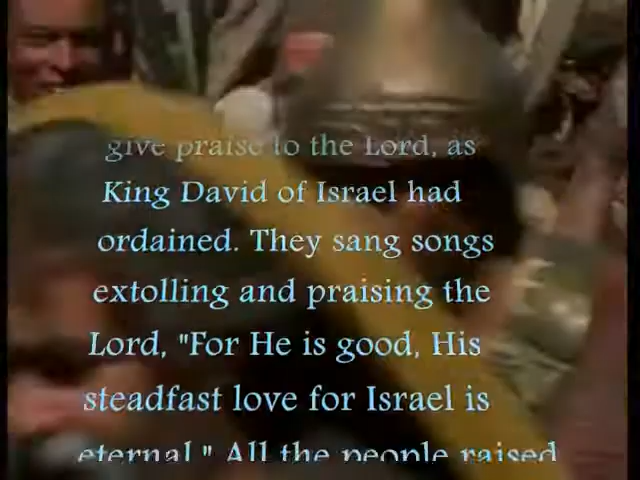 give praise to the Lord, as
King David of Israel had
ordained. They sang songs
extolling and praising the
Lord, "For He is good, His
steadfast love for Israel is
eternal." All the people raised